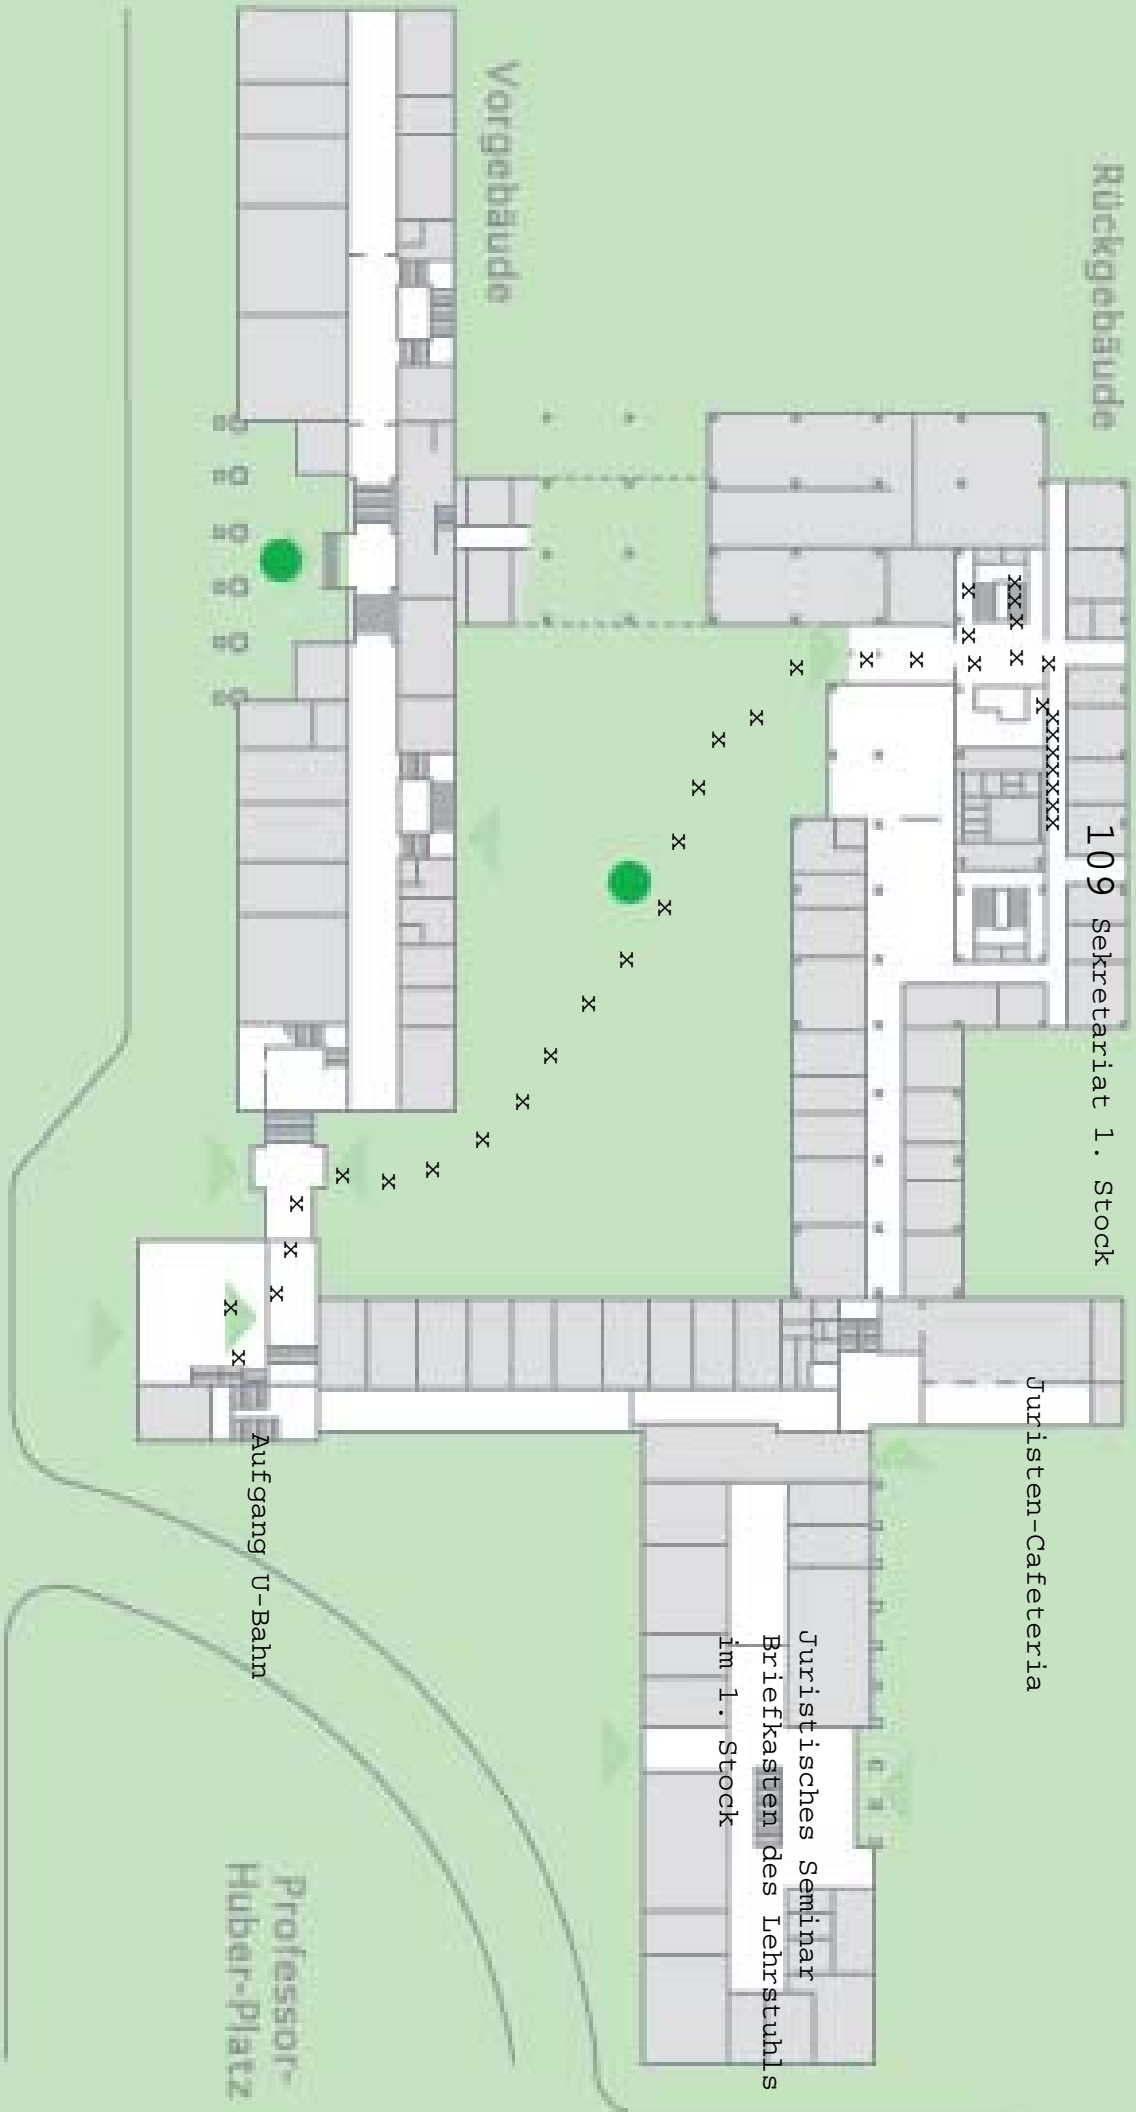 Rückgebäude
109 Sekretariat 1. Stock
Juristen-Cafeteria
Juristisches Seminar
Briefkasten des Lehrstuhls
im 1. Stock
Vorgebäude
Aufgang U-Bahn
Professor-
Huber-Platz